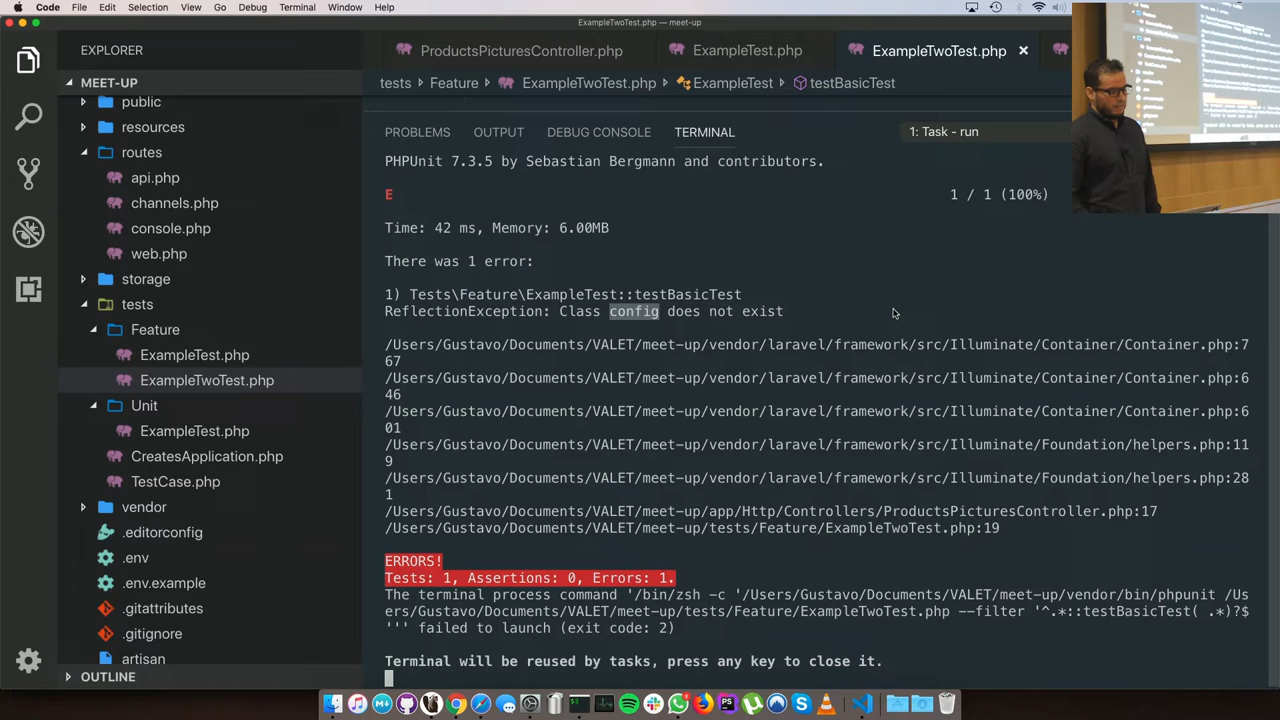 Code File Edit Selection View Go Debug Terminal Window Help
ExampleTwoTest.php — meet-up
EXPLORER
ProductsPicturesController.php
ExampleTest.php
ExampleTwoTest.php
MEET-UP
tests Feature ExampleTwoTest.php ExampleTest testBasicTest
public
resources
routes
api.php
channels.php
console.php
web.php
storage
tests
Feature
ExampleTest.php
ExampleTwoTest.php
Unit
ExampleTest.php
CreatesApplication.php
TestCase.php
vendor
.editorconfig
.env
.env.example
.gitattributes
.gitignore
artisan
OUTLINE
PROBLEMS OUTPUT DEBUG CONSOLE TERMINAL 1: Task - run
PHPUnit 7.3.5 by Sebastian Bergmann and contributors.
E 1 / 1 (100%)
Time: 42 ms, Memory: 6.00MB
There was 1 error:
1) Tests\Feature\ExampleTest::testBasicTest
ReflectionException: Class config does not exist
/Users/Gustavo/Documents/VALET/meet-up/vendor/laravel/framework/src/Illuminate/Container/Container.php:7
67
/Users/Gustavo/Documents/VALET/meet-up/vendor/laravel/framework/src/Illuminate/Container/Container.php:6
46
/Users/Gustavo/Documents/VALET/meet-up/vendor/laravel/framework/src/Illuminate/Container/Container.php:6
01
/Users/Gustavo/Documents/VALET/meet-up/vendor/laravel/framework/src/Illuminate/Foundation/helpers.php:11
9
/Users/Gustavo/Documents/VALET/meet-up/vendor/laravel/framework/src/Illuminate/Foundation/helpers.php:28
1
/Users/Gustavo/Documents/VALET/meet-up/app/Http/Controllers/ProductsPicturesController.php:17
/Users/Gustavo/Documents/VALET/meet-up/tests/Feature/ExampleTwoTest.php:19
ERRORS!
Tests: 1, Assertions: 0, Errors: 1.
The terminal process command '/bin/zsh -c '/Users/Gustavo/Documents/VALET/meet-up/vendor/bin/phpunit /Us
ers/Gustavo/Documents/VALET/meet-up/tests/Feature/ExampleTwoTest.php --filter '^.*::testBasicTest( .*)?$
''' failed to launch (exit code: 2)
Terminal will be reused by tasks, press any key to close it.